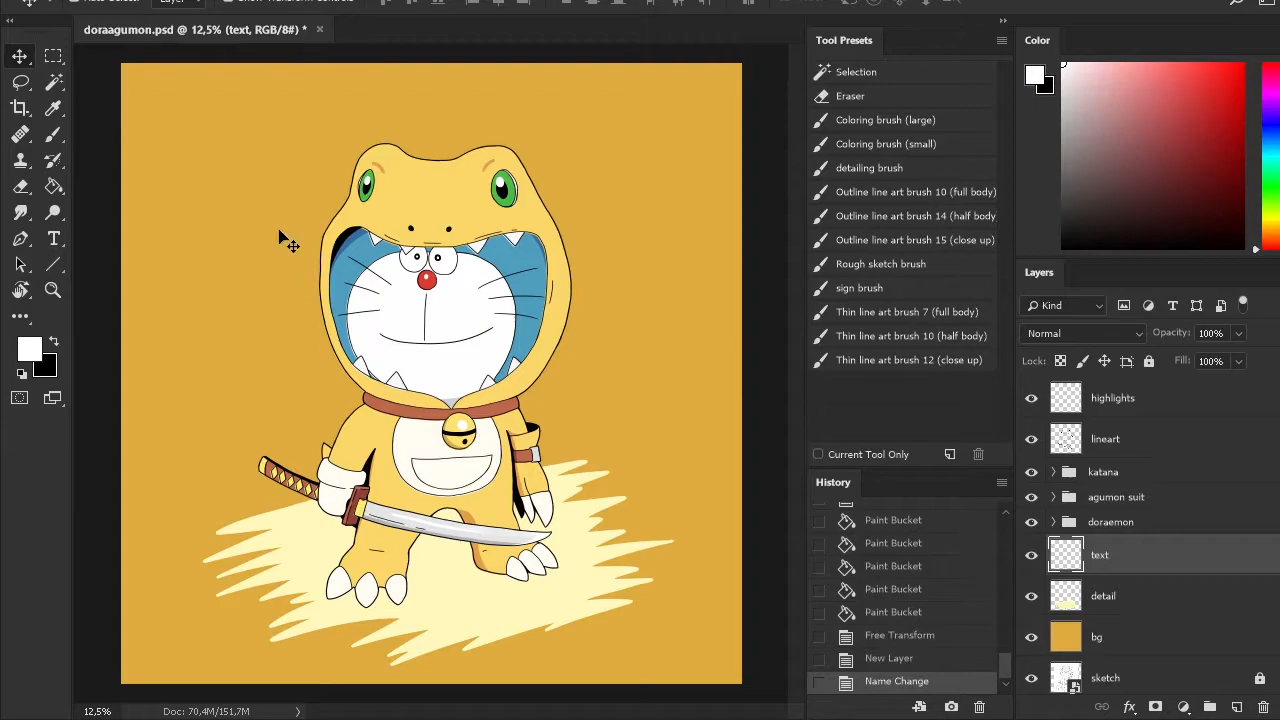 Layer
doraagumon.psd @ 12,5% (text, RGB/8#) *
Tool Presets
Selection
Eraser
Coloring brush (large)
Coloring brush (small)
detailing brush
Outline line art brush 10 (full body)
Outline line art brush 14 (half body
Outline line art brush 15 (close up)
Rough sketch brush
sign brush
Thin line art brush 7 (full body)
Thin line art brush 10 (half body)
Thin line art brush 12 (close up)
Current Tool Only
History
Paint Bucket
Paint Bucket
Paint Bucket
Paint Bucket
Paint Bucket
Free Transform
New Layer
Name Change
Color
Layers
Kind
Normal
Opacity: 100%
Lock:
Fill: 100%
highlights
lineart
katana
agumon suit
doraemon
text
detail
bg
sketch
12,5%
Doc: 70,4M/151,7M